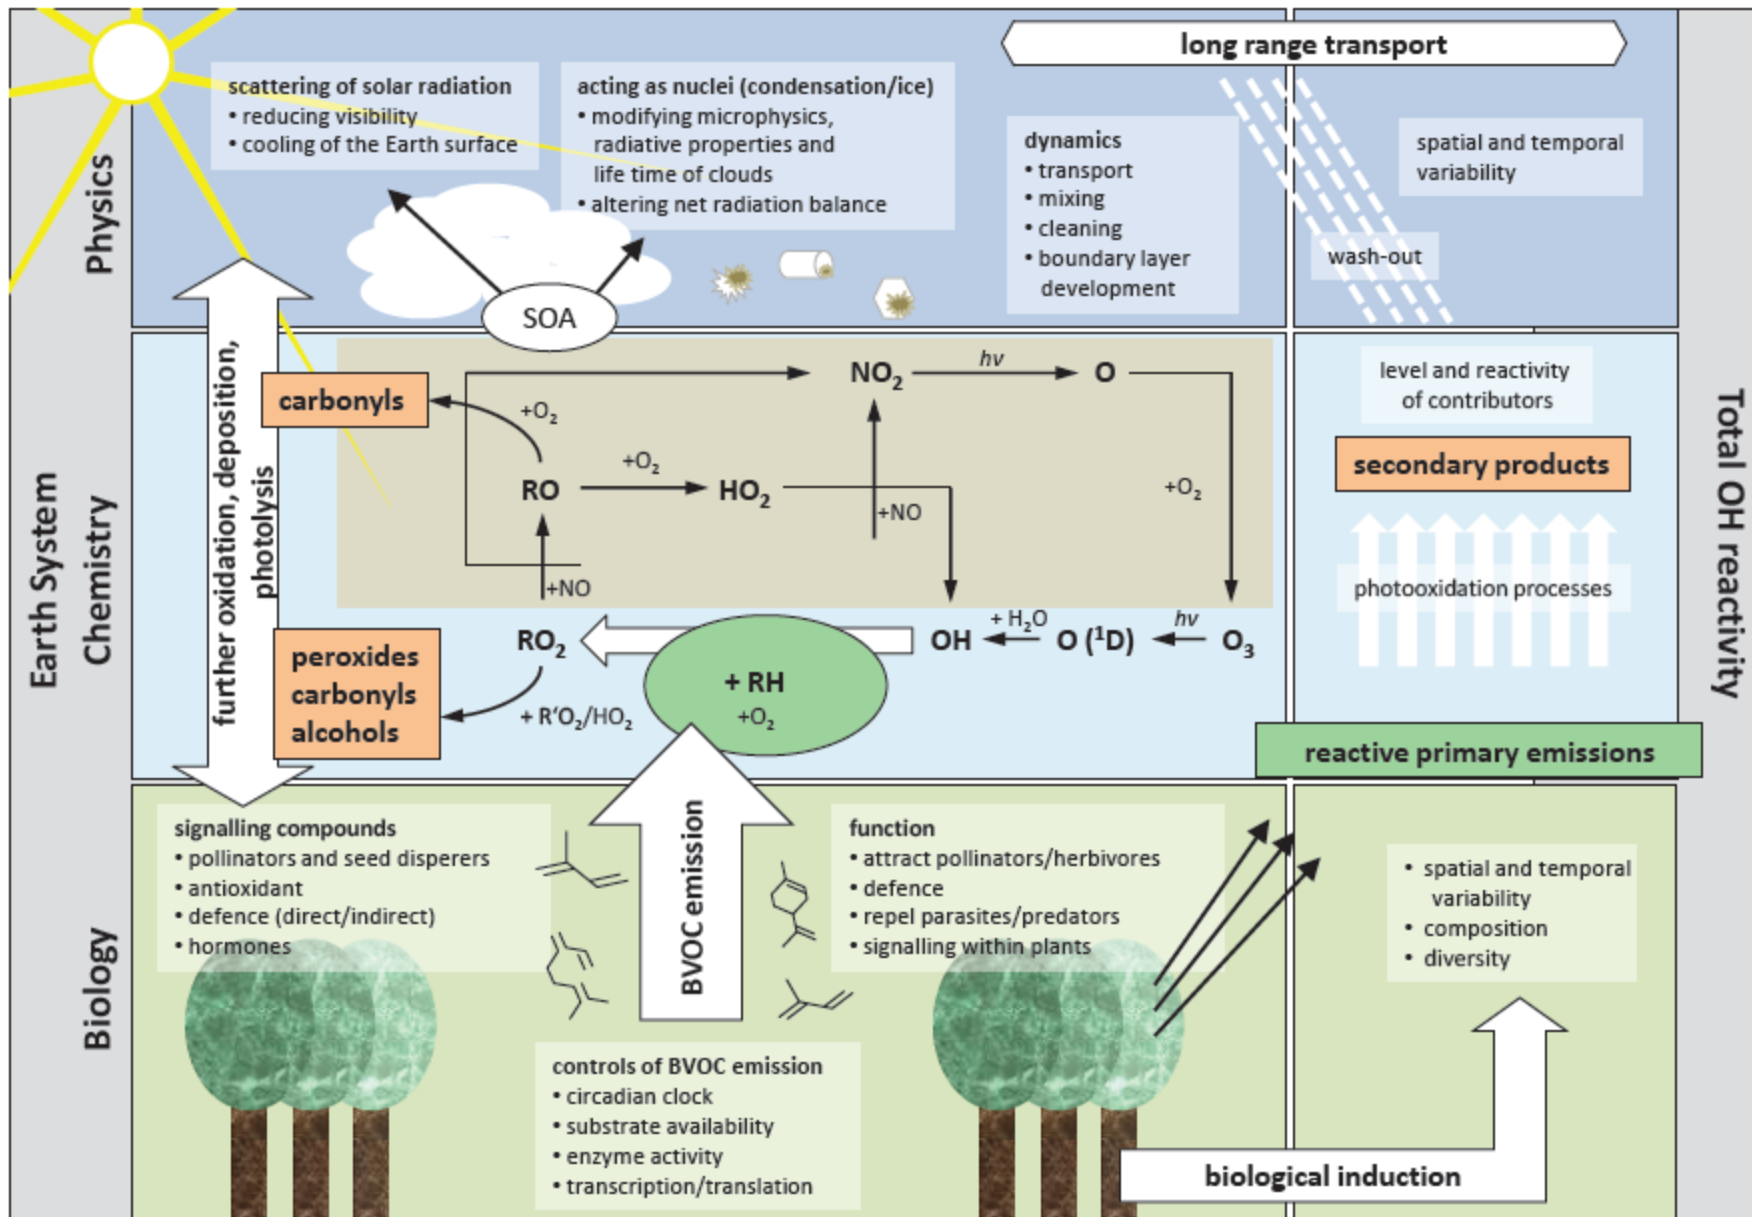 long range transport
scattering of solar radiation
• reducing visibility
• cooling of the Earth surface
acting as nuclei (condensation/ice)
• modifying microphysics,
radiative properties and
life time of clouds
• altering net radiation balance
dynamics
• transport
• mixing
• cleaning
• boundary layer
development
spatial and temporal
variability
wash-out
Physics
SOA
Earth System
Chemistry
further oxidation, deposition,
photolysis
carbonyls
+O₂
NO₂
hv
O
RO
+O₂
HO₂
+NO
+O₂
+NO
RO₂
+ RH
+O₂
OH
+ H₂O
O (¹D)
hv
O₃
peroxides
carbonyls
alcohols
+ R'O₂/HO₂
level and reactivity
of contributors
secondary products
photooxidation processes
reactive primary emissions
Total OH reactivity
Biology
signalling compounds
• pollinators and seed disperers
• antioxidant
• defence (direct/indirect)
• hormones
BVOC emission
function
• attract pollinators/herbivores
• defence
• repel parasites/predators
• signalling within plants
• spatial and temporal
variability
• composition
• diversity
controls of BVOC emission
• circadian clock
• substrate availability
• enzyme activity
• transcription/translation
biological induction